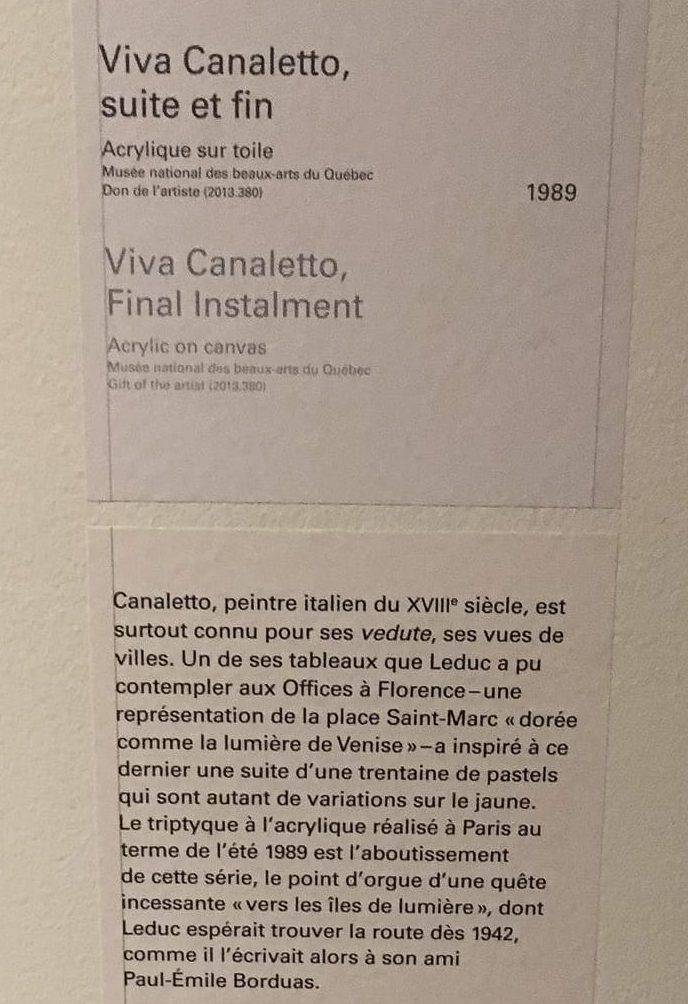 Viva Canaletto,
suite et fin
Acrylique sur toile
Musée national des beaux-arts du Québec
Don de l'artiste (2013.380)
1989
Viva Canaletto,
Final Instalment
Acrylic on canvas
Musée national des beaux-arts du Québec
Gift of the artist (2013.380)
Canaletto, peintre italien du XVIIIᵉ siècle, est
surtout connu pour ses vedute, ses vues de
villes. Un de ses tableaux que Leduc a pu
contempler aux Offices à Florence – une
représentation de la place Saint-Marc « dorée
comme la lumière de Venise » – a inspiré à ce
dernier une suite d'une trentaine de pastels
qui sont autant de variations sur le jaune.
Le triptyque à l'acrylique réalisé à Paris au
terme de l'été 1989 est l'aboutissement
de cette série, le point d'orgue d'une quête
incessante « vers les îles de lumière », dont
Leduc espérait trouver la route dès 1942,
comme il l'écrivait alors à son ami
Paul-Émile Borduas.